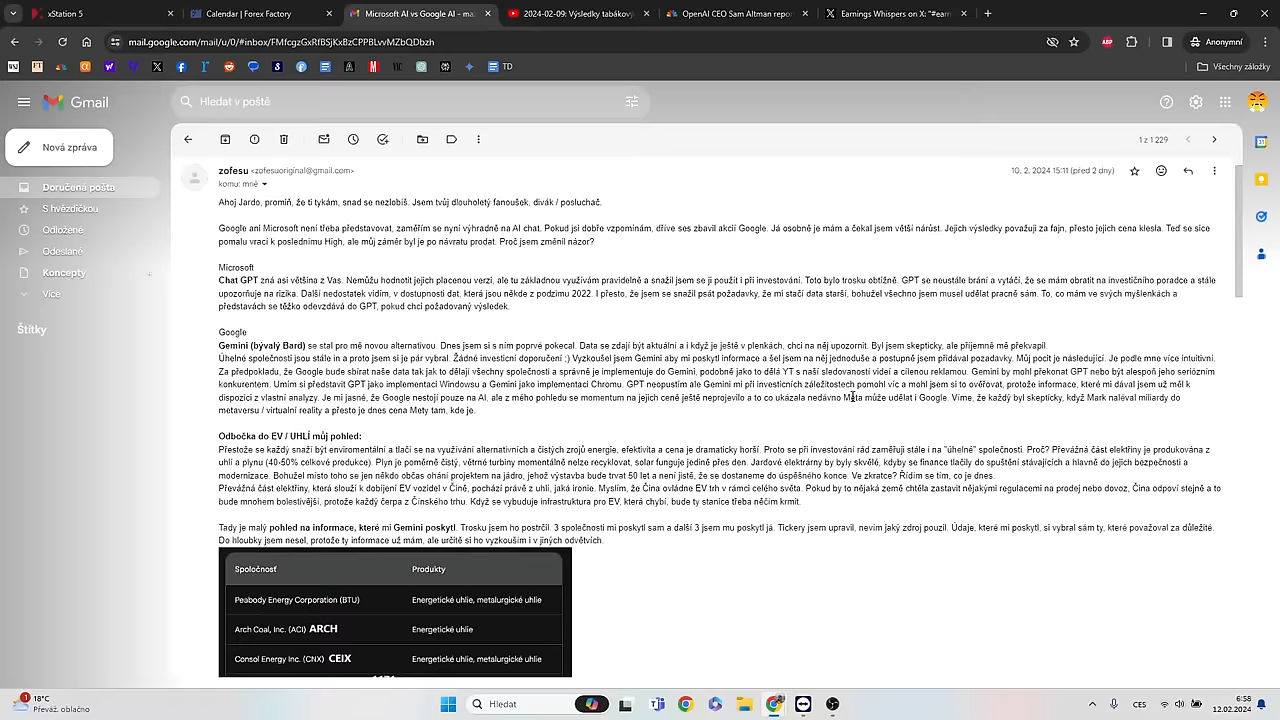 xStation 5
Calendar | Forex Factory
Microsoft AI vs Google AI - ma
2024-02-09: Výsledky tabákový
OpenAI CEO Sam Altman repor
Earnings Whispers on X: "#earn
mail.google.com/mail/u/0/#inbox/FMfcgzGxRfBSjKxBzCPPBLvvMZbQDbzh
Anonymní
TD
Všechny záložky
Gmail
Hledat v poště
Nová zpráva
1 z 1 229
zofesu <zofesuoriginal@gmail.com>
10. 2. 2024 15:11 (před 2 dny)
komu: mně
Doručená pošta
S hvězdičkou
Odložené
Odeslané
Koncepty
Více
Štítky
Ahoj Jardo, promiň, že ti tykám, snad se nezlobíš. Jsem tvůj dlouholetý fanoušek, divák / posluchač.
Google ani Microsoft není třeba představovat, zaměřím se nyní výhradně na AI chat. Pokud jsi dobře vzpomínám, dříve ses zbavil akcií Google. Já osobně je mám a čekal jsem větší nárůst. Jejich výsledky považuji za fajn, přesto jejich cena klesla. Teď se sice
pomalu vrací k poslednímu High, ale můj záměr byl je po návratu prodat. Proč jsem změnil názor?
Microsoft
Chat GPT zná asi většina z Vas. Nemůžu hodnotit jejich placenou verzi, ale tu základnou využívám pravidelně a snažil jsem se ji použit i při investování. Toto bylo trosku obtížně. GPT se neustále brání a vytáčí, že se mám obratit na investičního poradce a stále
upozorňuje na rizika. Další nedostatek vidím, v dostupnosti dat, která jsou někde z podzimu 2022. I přesto, že jsem se snažil psát požadavky, že mi stačí data starší, bohužel všechno jsem musel udělat pracně sám. To, co mám ve svých myšlenkách a
představách se těžko odevzdává do GPT, pokud chci požadovaný výsledek.
Google
Gemini (bývalý Bard) se stal pro mě novou alternativou. Dnes jsem si s ním poprvé pokecal. Data se zdají být aktuální a i když je ještě v plenkách, chci na něj upozornit. Byl jsem skepticky, ale příjemně mě překvapil.
Úhelné společnosti jsou stále in a proto jsem si je pár vybral. Žádné investicní doporučení ;) Vyzkoušel jsem Gemini aby mi poskytl informace a šel jsem na něj jednoduše a postupně jsem přidával pozadavky. Můj pocit je následující. Je podle mne více intuitivní.
Za předpokladu, že Google bude sbírat naše data tak jako to dělají všechny společnosti a správně je implementuje do Gemini, podobně jako to dělá YT s naší sledovaností videí a cílenou reklamou. Gemini by mohl překonat GPT nebo být alespoň jeho serióznim
konkurentem. Umím si představit GPT jako implementaci Windowsu a Gemini jako implementaci Chromu. GPT neopustím ale Gemini mi při investicních záležitostech pomohl víc a mohl jsem si to ověřovat, protože informace, které mi dával jsem už měl k
dispozici z vlastni analyzy. Je mi jasné, že Google nestojí pouze na AI, ale z mého pohledu se momentum na jejich ceně ještě neprojevilo a to co ukázala nedávno Meta může udělat i Google. Víme, že každý byl skepticky, když Mark naléval miliardy do
metaversu / virtual reality a přesto je dnes cena Mety tam, kde je.
Odbočka do EV / UHLÍ můj pohled:
Přestože se každý snaží být enviromentální a tlačí se na využívání alternativních a čistých zrojů energie, efektivita a cena je dramaticky horší. Proto se při investování rád zaměřuji stále i na "úhelné" společnosti. Proč? Převážná část elektřiny je produkována z
uhlí a plynu (40-50% celkové produkce). Plyn je poměrně čistý, větrné turbiny momentálně nelze recyklovat, solar funguje jedině přes den. Jardové elektrárny by byly skvělé, kdyby se finance tlačily do spuštění stávajících a hlavně do jejich bezpečnosti a
modernizace. Bohužel místo toho se jen někdo občas ohání projektem na jádro, jehož výstavba bude trvat 50 let a není jistě, že se dostaneme do úspěšného konce. Ve zkratce? Řídím se tím, co je dnes.
Převážná část elektřiny, která slouží k dobíjení EV vozidel v Číně, pochází právě z uhlí, jaká ironie. Myslím, že Čína ovládne EV trh v rámci celého světa. Pokud by to nějaká země chtěla zastavit nějakými regulacemi na prodej nebo dovoz, Čína odpoví stejně a to
bude mnohem bolestivější, protože každý čerpa z Čínského trhu. Když se vybuduje infrastruktura pro EV, která chybí, bude ty stanice třeba něčím krmit.
Tady je malý pohled na informace, které mi Gemini poskytl. Trosku jsem ho postrčil. 3 společnosti mi poskytl sam a další 3 jsem mu poskytl já. Tickery jsem upravil, nevím jaký zdroj pouzil. Údaje, které mi poskytl, si vybral sám ty, které považoval za důležité.
Do hloubky jsem nesel, protože ty informace už mám, ale určitě si ho vyzkouším i v jiných odvětvích.
Spoločnosť Produkty
Peabody Energy Corporation (BTU) Energetické uhlie, metalurgické uhlie
Arch Coal, Inc. (ACI) ARCH Energetické uhlie
Consol Energy Inc. (CNX) CEIX Energetické uhlie, metalurgické uhlie
1
18°C
Převáž. oblačno
Hledat
CES
6:58
12.02.2024